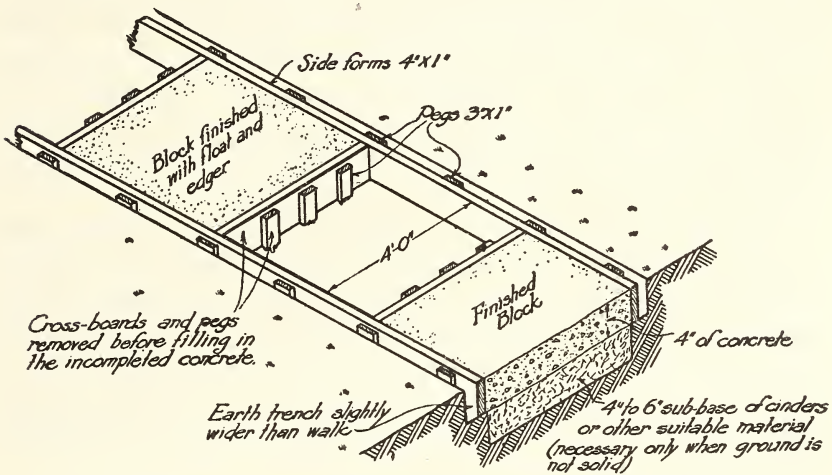 Side forms 4"x1"
Pegs 3"x1"
Block finished
with float and
edger
4'-0"
Finished
Block
Cross-boards and pegs
removed before filling in
the incompleted concrete.
4" of concrete
Earth trench slightly
wider than walk
4" to 6" sub-base of cinders
or other suitable material
(necessary only when ground is
not solid)